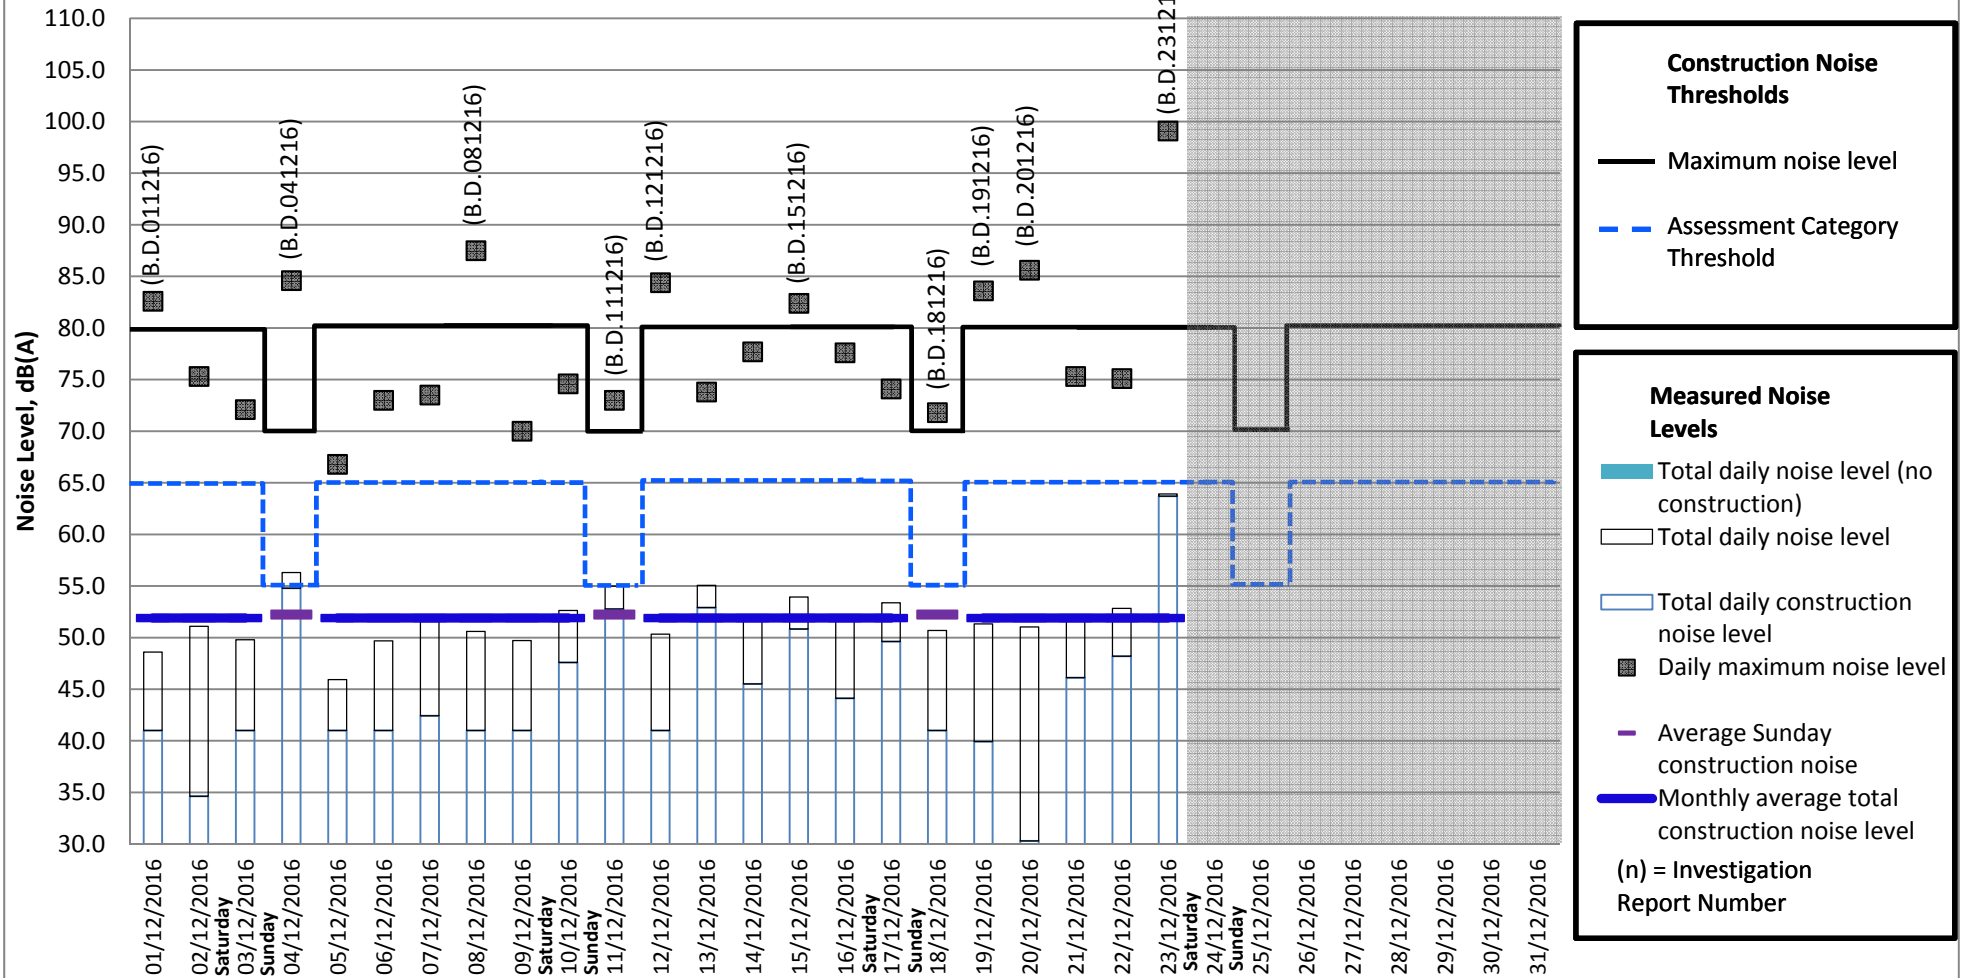 110.0
105.0
100.0
95.0
90.0
85.0
80.0
75.0
70.0
65.0
60.0
55.0
50.0
45.0
40.0
35.0
30.0
Noise Level, dB(A)
(B.D.011216)
(B.D.041216)
(B.D.081216)
(B.D.111216)
(B.D.121216)
(B.D.151216)
(B.D.181216)
(B.D.191216)
(B.D.201216)
(B.D.23121
01/12/2016
02/12/2016
Saturday
03/12/2016
Sunday
04/12/2016
05/12/2016
06/12/2016
07/12/2016
08/12/2016
09/12/2016
Saturday
10/12/2016
Sunday
11/12/2016
12/12/2016
13/12/2016
14/12/2016
15/12/2016
16/12/2016
Saturday
17/12/2016
Sunday
18/12/2016
19/12/2016
20/12/2016
21/12/2016
22/12/2016
23/12/2016
Saturday
24/12/2016
Sunday
25/12/2016
26/12/2016
27/12/2016
28/12/2016
29/12/2016
30/12/2016
31/12/2016
Construction Noise
Thresholds
Maximum noise level
Assessment Category
Threshold
Measured Noise
Levels
Total daily noise level (no
construction)
Total daily noise level
Total daily construction
noise level
Daily maximum noise level
Average Sunday
construction noise
Monthly average total
construction noise level
(n) = Investigation
Report Number